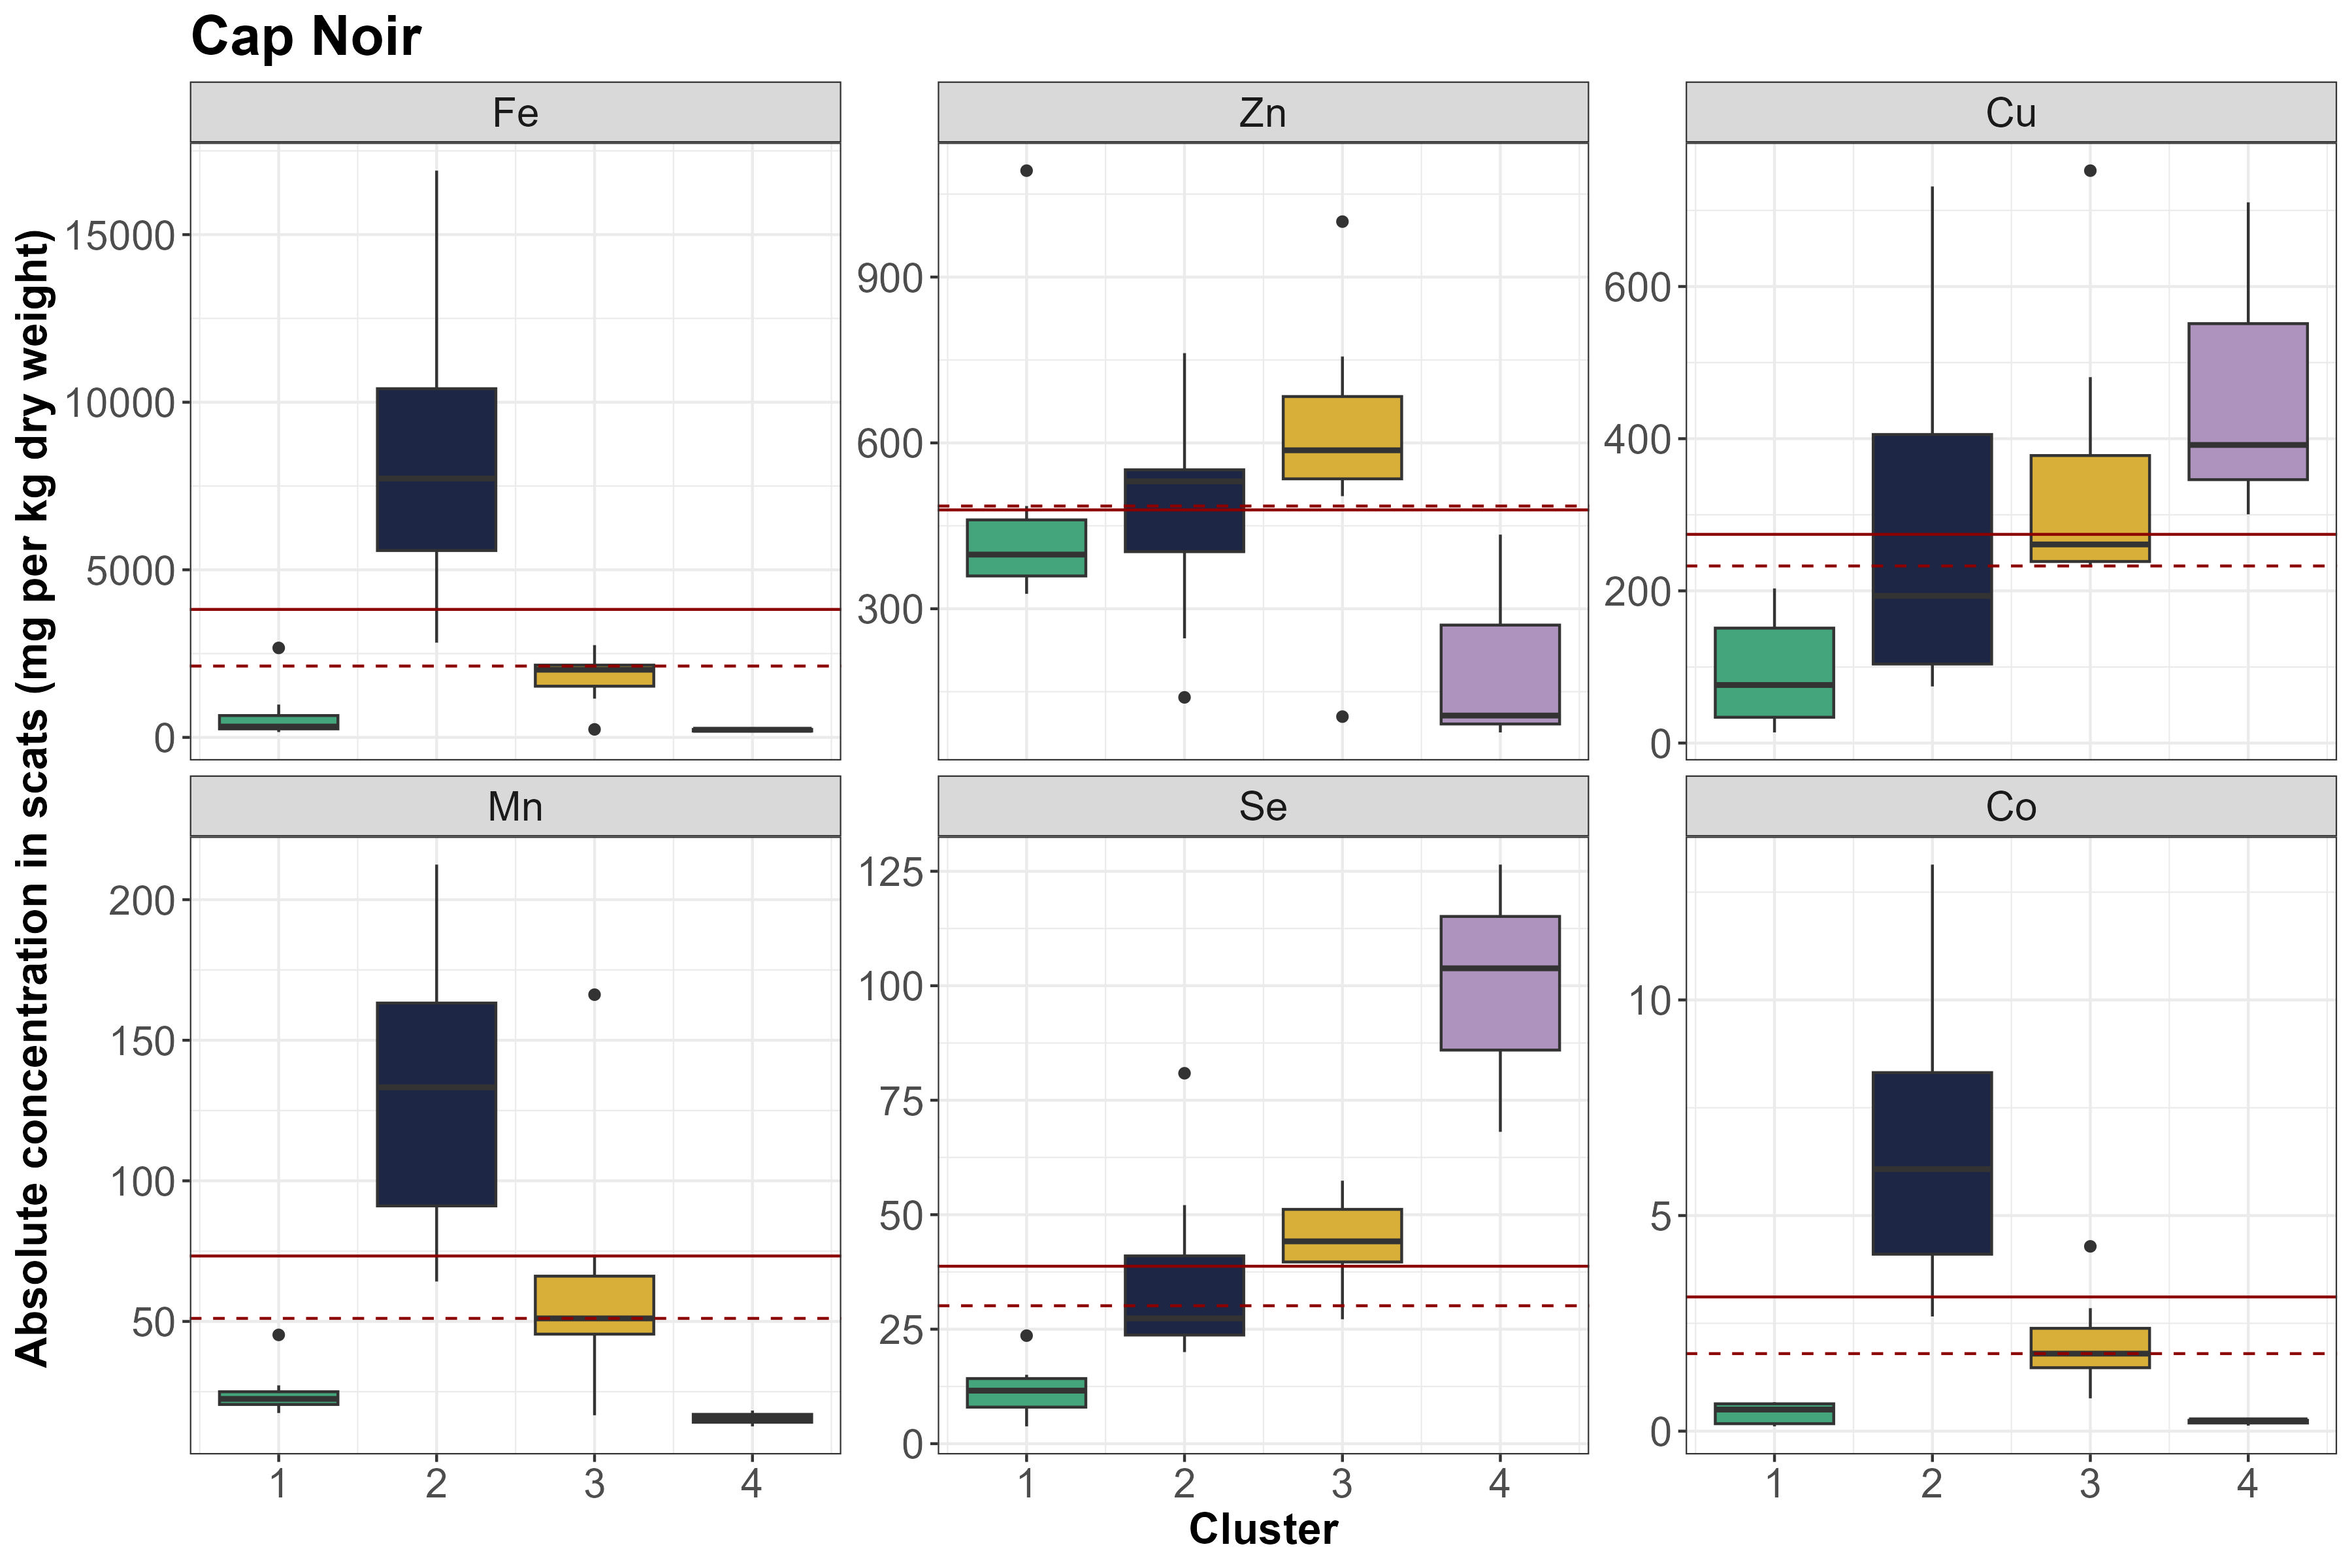 Cap Noir
Absolute concentration in scats (mg per kg dry weight)
Fe
Zn
Cu
15000
10000
5000
0
900
600
300
600
400
200
0
Mn
Se
Co
200
150
100
50
125
100
75
50
25
0
10
5
0
1 2 3 4
1 2 3 4
1 2 3 4
Cluster